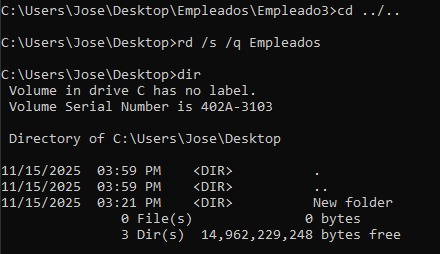 C:\Users\Jose\Desktop\Empleados\Empleado3>cd ../..
C:\Users\Jose\Desktop>rd /s /q Empleados
C:\Users\Jose\Desktop>dir
 Volume in drive C has no label.
 Volume Serial Number is 402A-3103
 Directory of C:\Users\Jose\Desktop
11/15/2025  03:59 PM    <DIR>          .
11/15/2025  03:59 PM    <DIR>          ..
11/15/2025  03:21 PM    <DIR>          New folder
               0 File(s)              0 bytes
               3 Dir(s)  14,962,229,248 bytes free